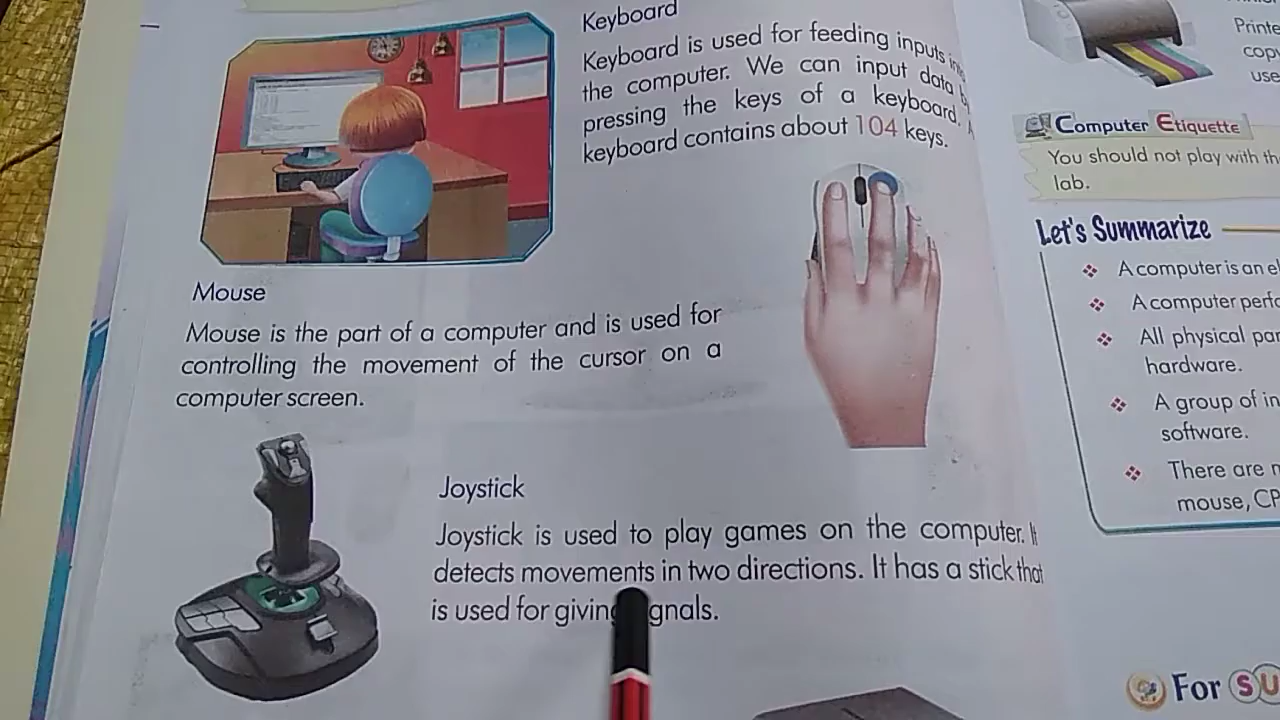 Keyboard
Keyboard is used for feeding inputs
the computer. We can input data
pressing the keys of a keyboard. A
keyboard contains about 104 keys.
Mouse
Mouse is the part of a computer and is used for
controlling the movement of the cursor on a
computer screen.
Joystick
Joystick is used to play games on the computer. It
detects movements in two directions. It has a stick that
is used for giving
Computer Etiquette
You should not play with
lab.
Let's Summarize
A computer is an
A computer
All physical
hardware.
A group of
software.
There are
mouse,
For